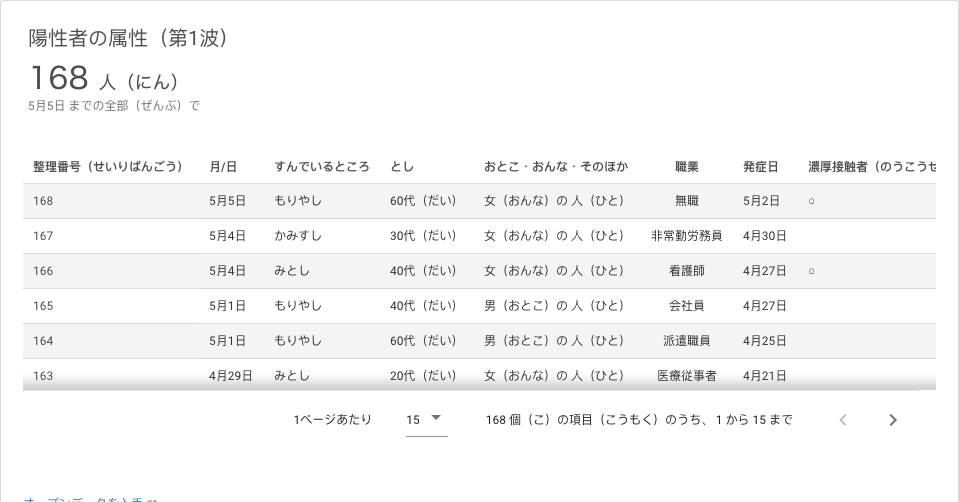 陽性者の属性（第1波）
168 人（にん）
5月5日 までの全部（ぜんぶ）で
整理番号（せいりばんごう） 月/日 すんでいるところ とし おとこ・おんな・そのほか 職業 発症日 濃厚接触者（のうこうせ
168 5月5日 もりやし 60代（だい） 女（おんな）の 人（ひと） 無職 5月2日 ○
167 5月4日 かみすし 30代（だい） 女（おんな）の 人（ひと） 非常勤労務員 4月30日
166 5月4日 みとし 40代（だい） 女（おんな）の 人（ひと） 看護師 4月27日 ○
165 5月1日 もりやし 40代（だい） 男（おとこ）の 人（ひと） 会社員 4月27日
164 5月1日 もりやし 60代（だい） 男（おとこ）の 人（ひと） 派遣職員 4月25日
163 4月29日 みとし 20代（だい） 女（おんな）の 人（ひと） 医療従事者 4月21日
1ページあたり 15 168 個（こ）の項目（こうもく）のうち、1 から 15 まで
オープンデータを入手